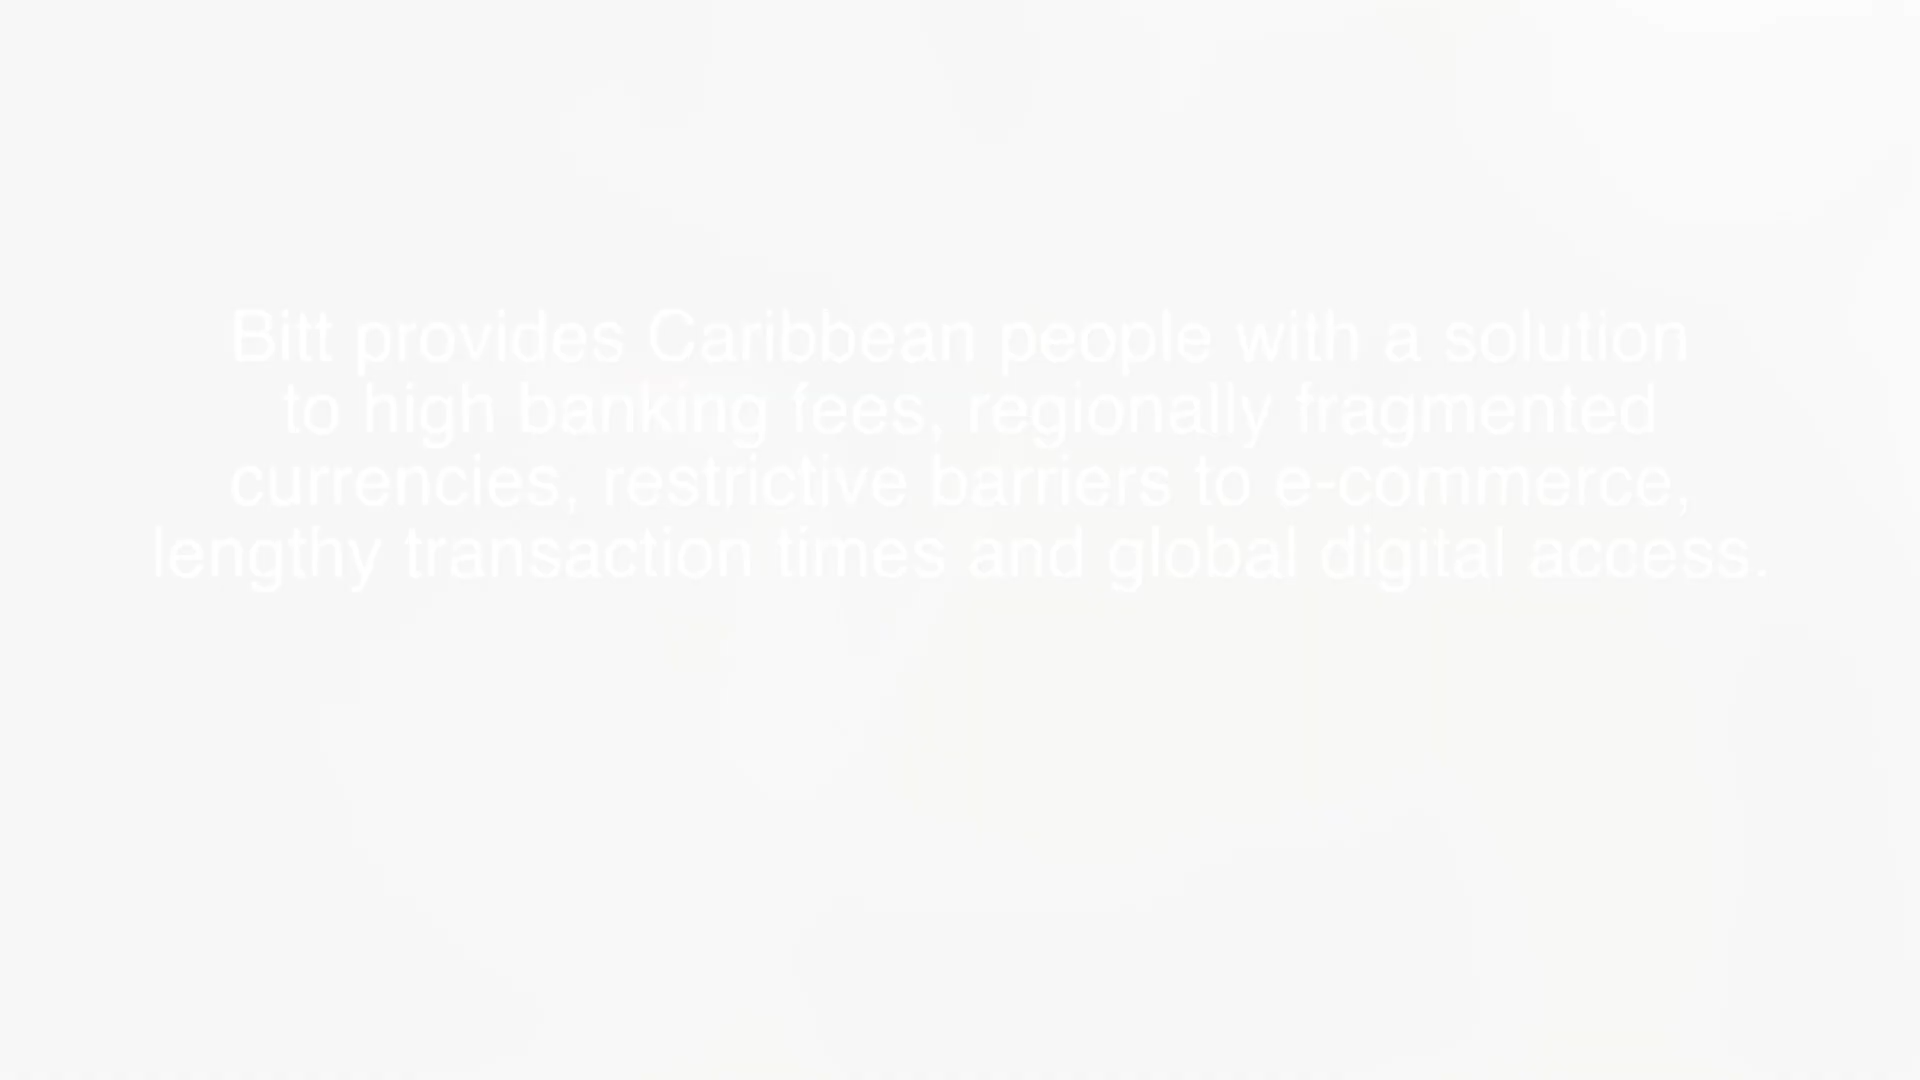 Bitt provides Caribbean people with a solution
to high banking fees, regionally fragmented
currencies, restrictive barriers to e-commerce,
lengthy transaction times and global digital access.